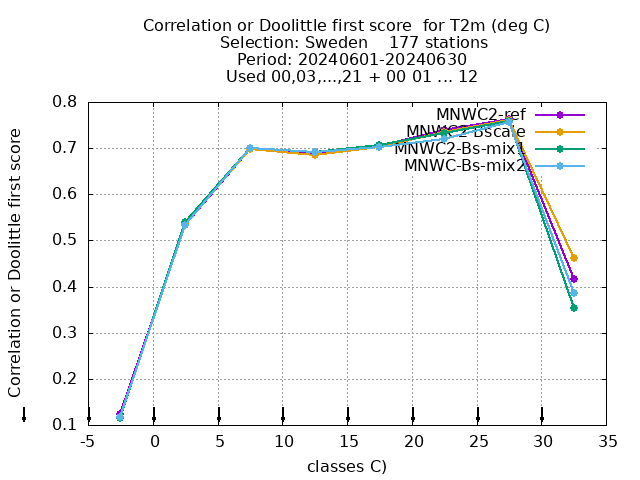 Correlation or Doolittle first score  for T2m (deg C)
Selection: Sweden    177 stations
Period: 20240601-20240630
Used 00,03,...,21 + 00 01 ... 12
Correlation or Doolittle first score
0.8
0.7
0.6
0.5
0.4
0.3
0.2
0.1
MNWC2-ref
MNWC2-Bscale
MNWC2-Bs-mix1
MNWC-Bs-mix2
-5 0 5 10 15 20 25 30 35
classes C)